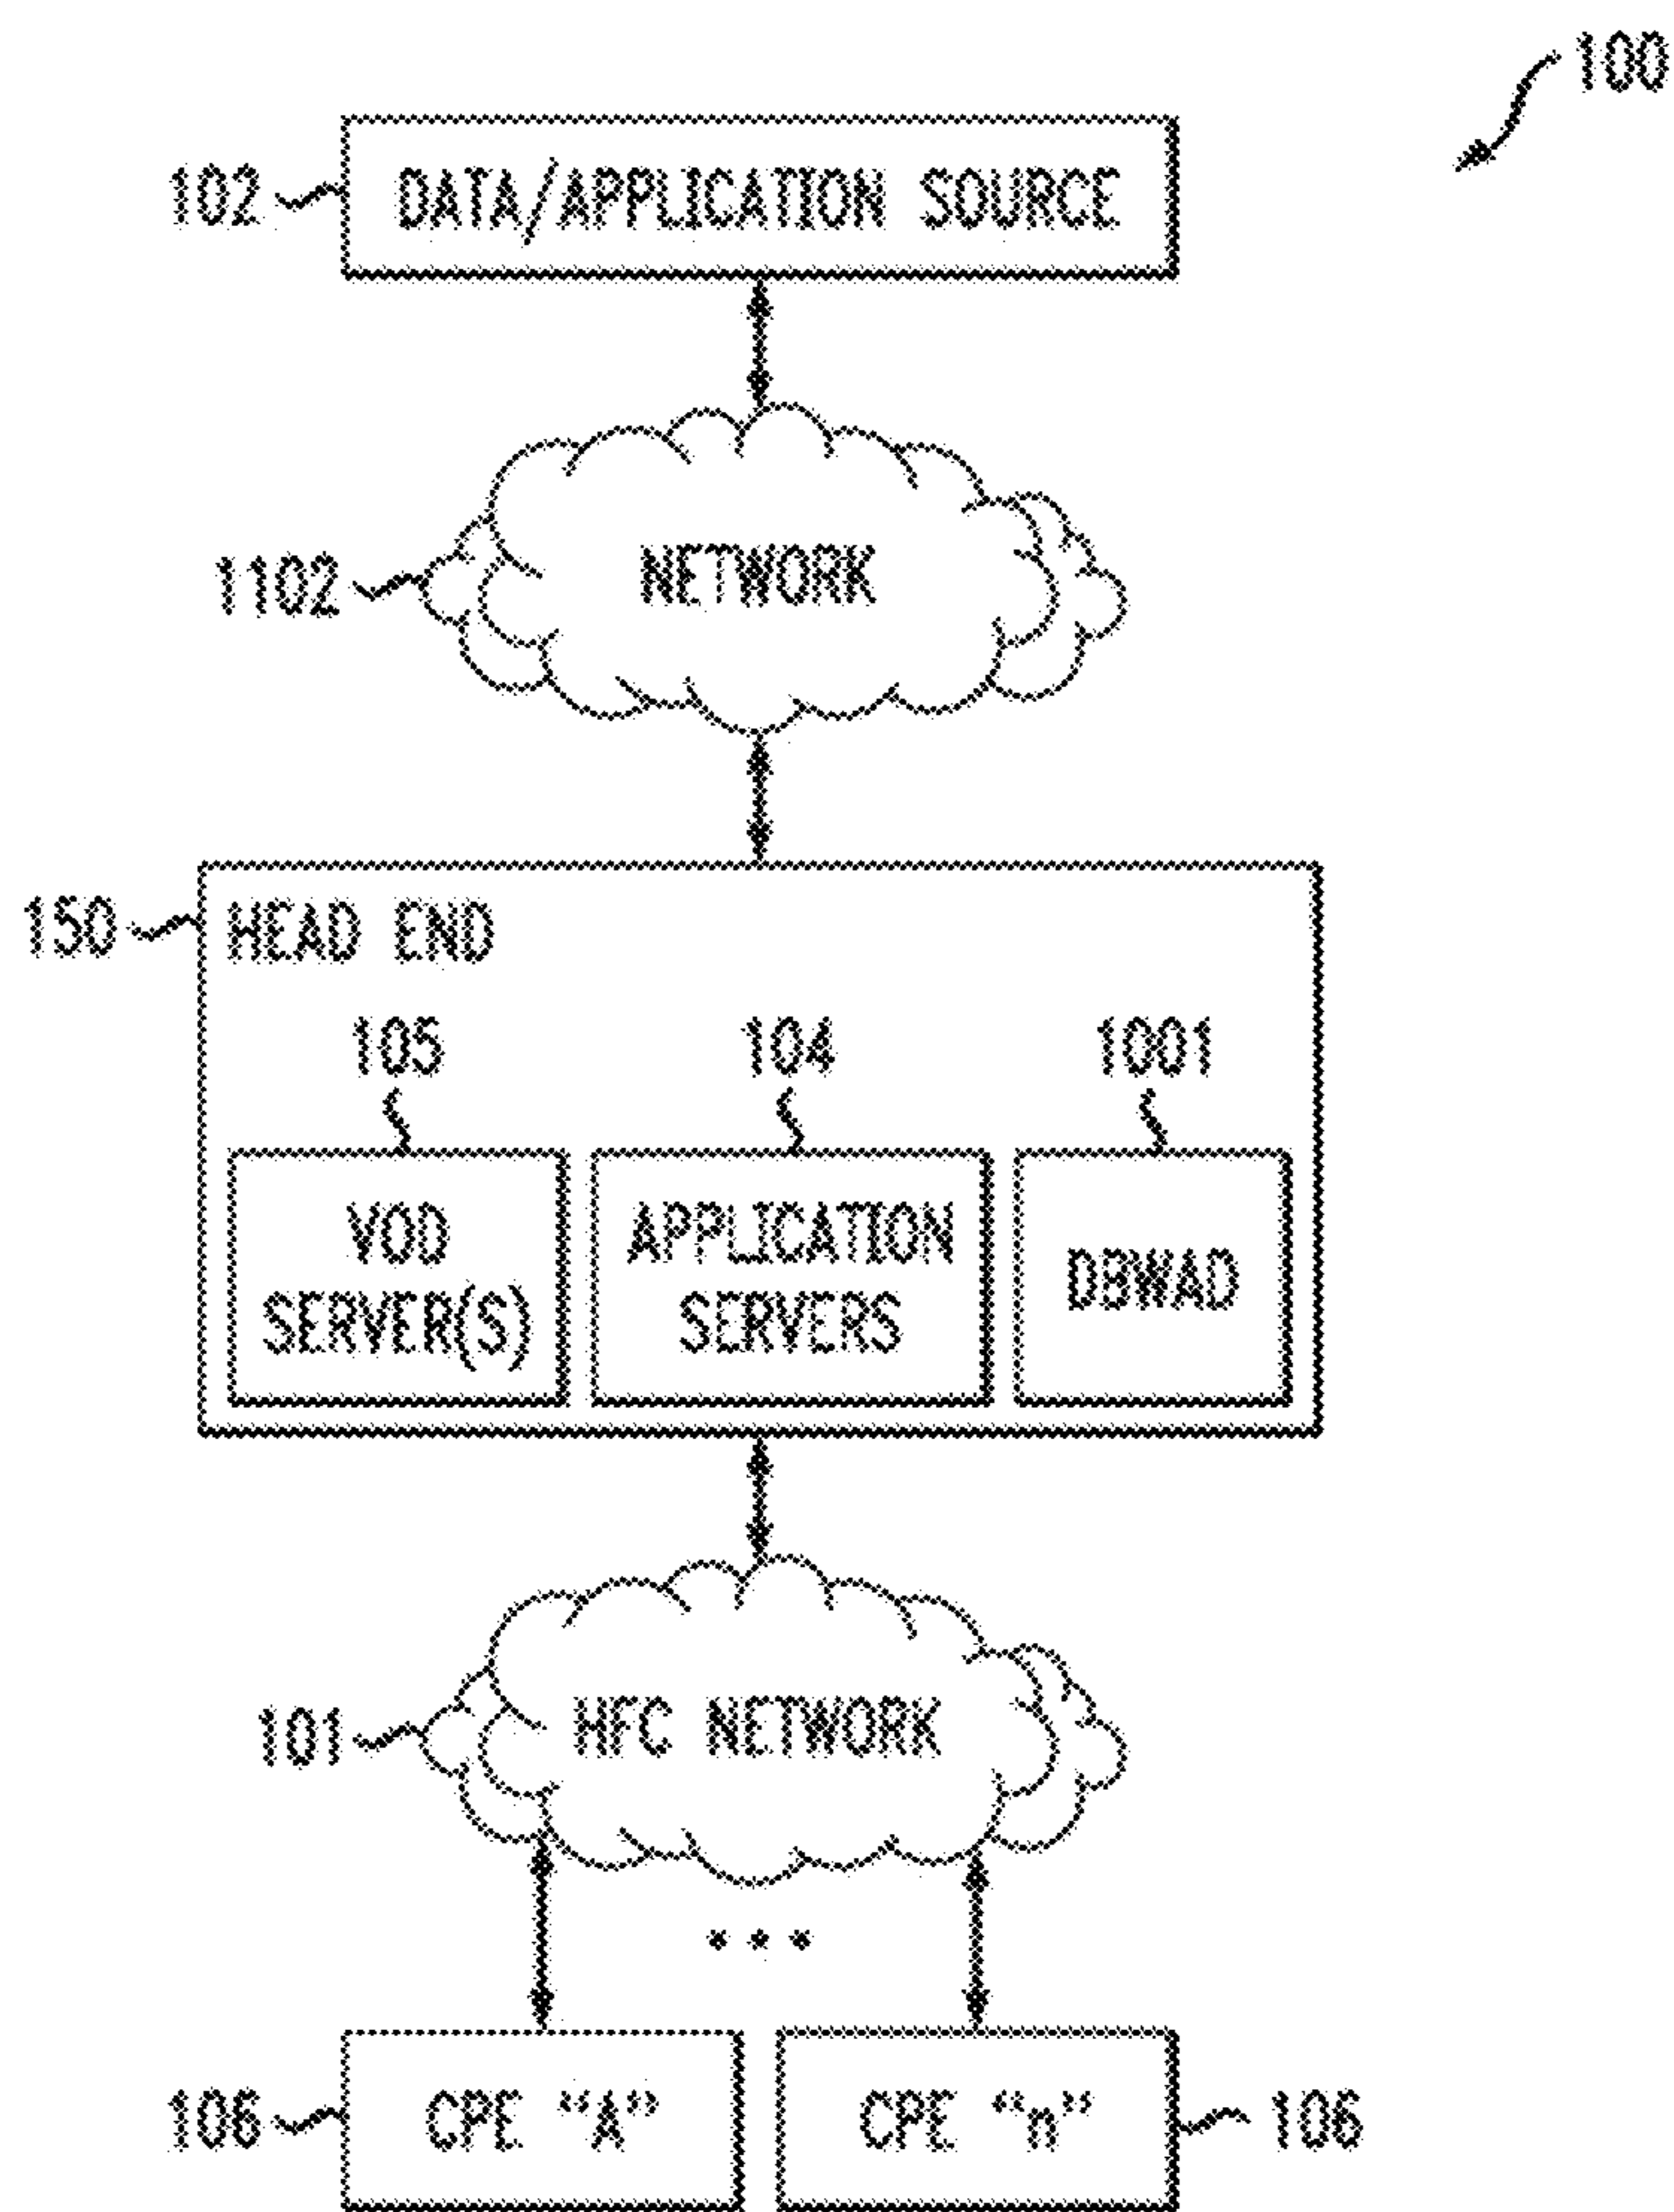 100
102 DATA/APPLICATION SOURCE
1102 NETWORK
150 HEAD END
105 104 1001
VOD SERVER(S)
APPLICATION SERVERS
DBWAD
101 HFC NETWORK
106 CPE "A" CPE "n" 106